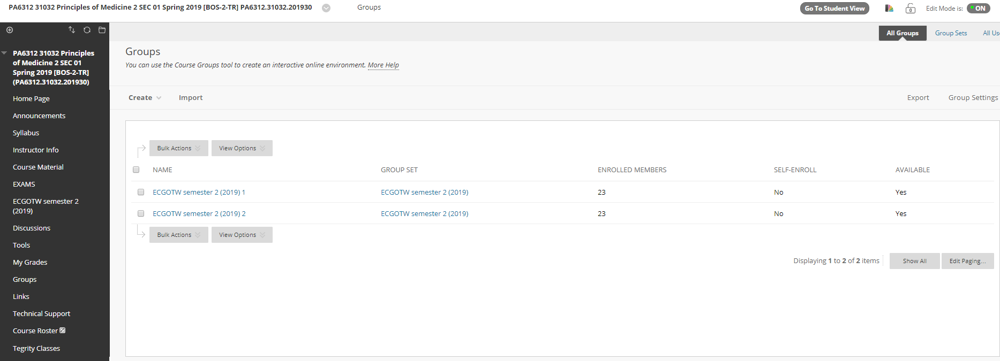 PA6312 31032 Principles of Medicine 2 SEC 01 Spring 2019 [BOS-2-TR] PA6312.31032.201930
Groups
Go To Student View
0
Edit Mode is:
ON
All Groups
Group Sets
All Us
PA6312 31032 Principles
of Medicine 2 SEC 01
Spring 2019 [BOS-2-TR]
(PA6312.31032.201930)
Home Page
Announcements
Syllabus
Instructor Info
Course Material
EXAMS
ECGOTW semester 2
(2019)
Discussions
Tools
My Grades
Groups
Links
Technical Support
Course Roster
Tegrity Classes
Groups
You can use the Course Groups tool to create an interactive online environment. More Help
Create
Import
Export
Group Settings
Bulk Actions
View Options
NAME GROUP SET ENROLLED MEMBERS SELF-ENROLL AVAILABLE
ECGOTW semester 2 (2019) 1 ECGOTW semester 2 (2019) 23 No Yes
ECGOTW semester 2 (2019) 2 ECGOTW semester 2 (2019) 23 No Yes
Bulk Actions
View Options
Displaying 1 to 2 of 2 items
Show All
Edit Paging...